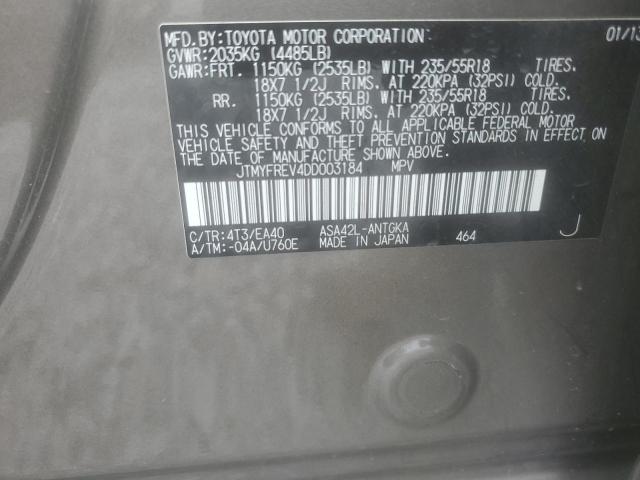 MFD.BY:TOYOTA MOTOR CORPORATION 01/13
GVWR:2035KG (4485LB)
GAWR:FRT. 1150KG (2535LB) WITH 235/55R18 TIRES.
18X7 1/2J RIMS. AT 220KPA (32PSI) COLD.
RR. 1150KG (2535LB) WITH 235/55R18 TIRES.
18X7 1/2J RIMS. AT 220KPA (32PSI) COLD.
THIS VEHICLE CONFORMS TO ALL APPLICABLE FEDERAL MOTOR
VEHICLE SAFETY AND THEFT PREVENTION STANDARDS IN EFFECT ON
THE DATE OF MANUFACTURE SHOWN ABOVE.
JTMYFREV4DD003184 MPV
C/TR:4T3/EA40 ASA42L-ANTGKA
A/TM:-04A/U760E MADE IN JAPAN 464 J